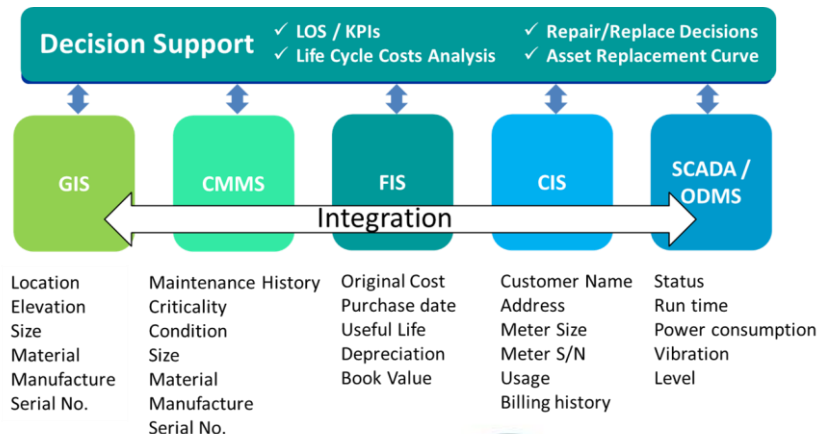 Decision Support
✓ LOS / KPIs
✓ Life Cycle Costs Analysis
✓ Repair/Replace Decisions
✓ Asset Replacement Curve
GIS
CMMS
FIS
CIS
SCADA /
ODMS
Integration
Location
Elevation
Size
Material
Manufacture
Serial No.
Maintenance History
Criticality
Condition
Size
Material
Manufacture
Serial No.
Original Cost
Purchase date
Useful Life
Depreciation
Book Value
Customer Name
Address
Meter Size
Meter S/N
Usage
Billing history
Status
Run time
Power consumption
Vibration
Level